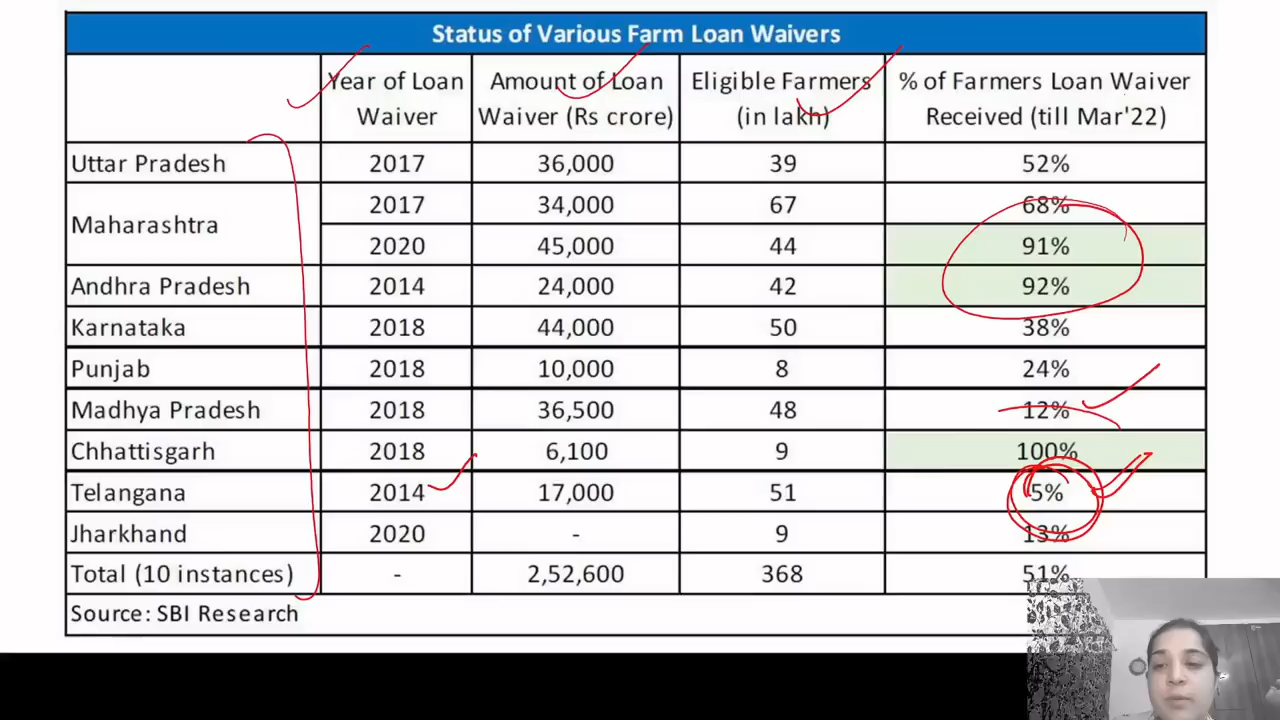 Status of Various Farm Loan Waivers
Year of Loan Waiver Amount of Loan Waiver (Rs crore) Eligible Farmers (in lakh) % of Farmers Loan Waiver Received (till Mar'22)
Uttar Pradesh 2017 36,000 39 52%
Maharashtra 2017 34,000 67 68%
2020 45,000 44 91%
Andhra Pradesh 2014 24,000 42 92%
Karnataka 2018 44,000 50 38%
Punjab 2018 10,000 8 24%
Madhya Pradesh 2018 36,500 48 12%
Chhattisgarh 2018 6,100 9 100%
Telangana 2014 17,000 51 5%
Jharkhand 2020 - 9 13%
Total (10 instances) - 2,52,600 368 51%
Source: SBI Research